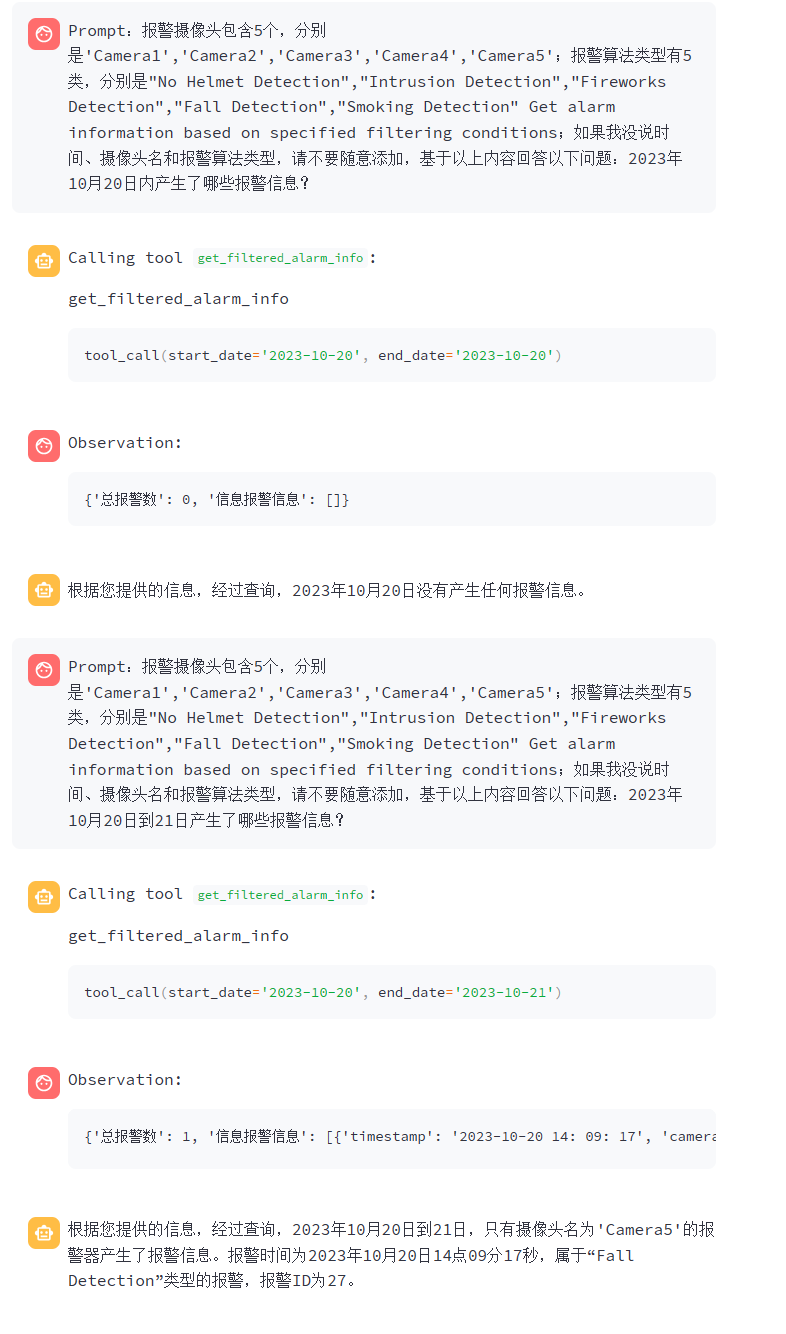 Prompt：报警摄像头包含5个，分别
是'Camera1','Camera2','Camera3','Camera4','Camera5'；报警算法类型有5
类，分别是"No Helmet Detection","Intrusion Detection","Fireworks
Detection","Fall Detection","Smoking Detection" Get alarm
information based on specified filtering conditions；如果我没说时
间、摄像头名和报警算法类型，请不要随意添加，基于以上内容回答以下问题：2023年
10月20日内产生了哪些报警信息？
Calling tool get_filtered_alarm_info:
get_filtered_alarm_info
tool_call(start_date='2023-10-20', end_date='2023-10-20')
Observation:
{'总报警数': 0, '信息报警信息': []}
根据您提供的信息，经过查询，2023年10月20日没有产生任何报警信息。
Prompt：报警摄像头包含5个，分别
是'Camera1','Camera2','Camera3','Camera4','Camera5'；报警算法类型有5
类，分别是"No Helmet Detection","Intrusion Detection","Fireworks
Detection","Fall Detection","Smoking Detection" Get alarm
information based on specified filtering conditions；如果我没说时
间、摄像头名和报警算法类型，请不要随意添加，基于以上内容回答以下问题：2023年
10月20日到21日产生了哪些报警信息？
Calling tool get_filtered_alarm_info:
get_filtered_alarm_info
tool_call(start_date='2023-10-20', end_date='2023-10-21')
Observation:
{'总报警数': 1, '信息报警信息': [{'timestamp': '2023-10-20 14: 09: 17', 'camera
根据您提供的信息，经过查询，2023年10月20日到21日，只有摄像头名为'Camera5'的报
警器产生了报警信息。报警时间为2023年10月20日14点09分17秒，属于“Fall
Detection”类型的报警，报警ID为27。